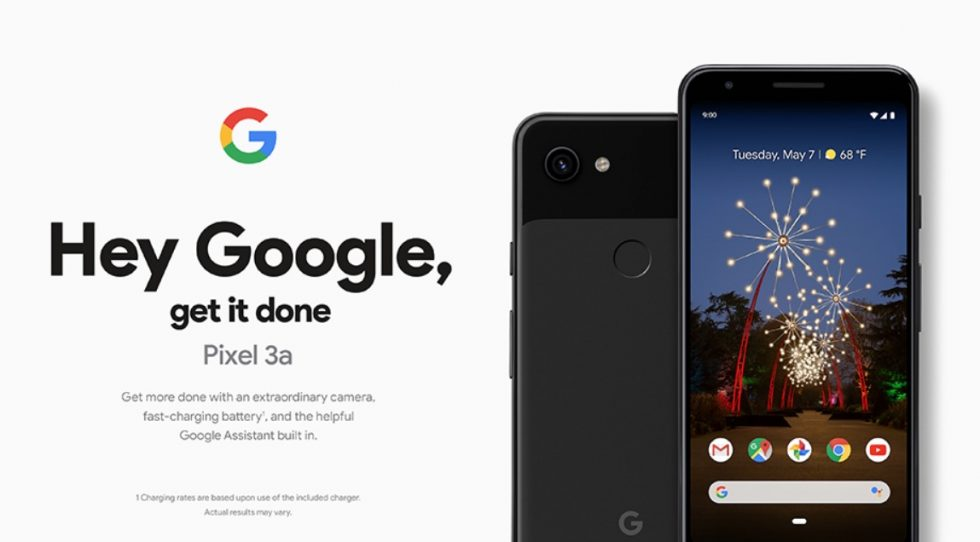 Hey Google,
get it done
Pixel 3a
Get more done with an extraordinary camera,
fast-charging battery¹, and the helpful
Google Assistant built in.
1 Charging rates are based upon use of the included charger.
Actual results may vary.
9:00
Tuesday, May 7 | 68 °F